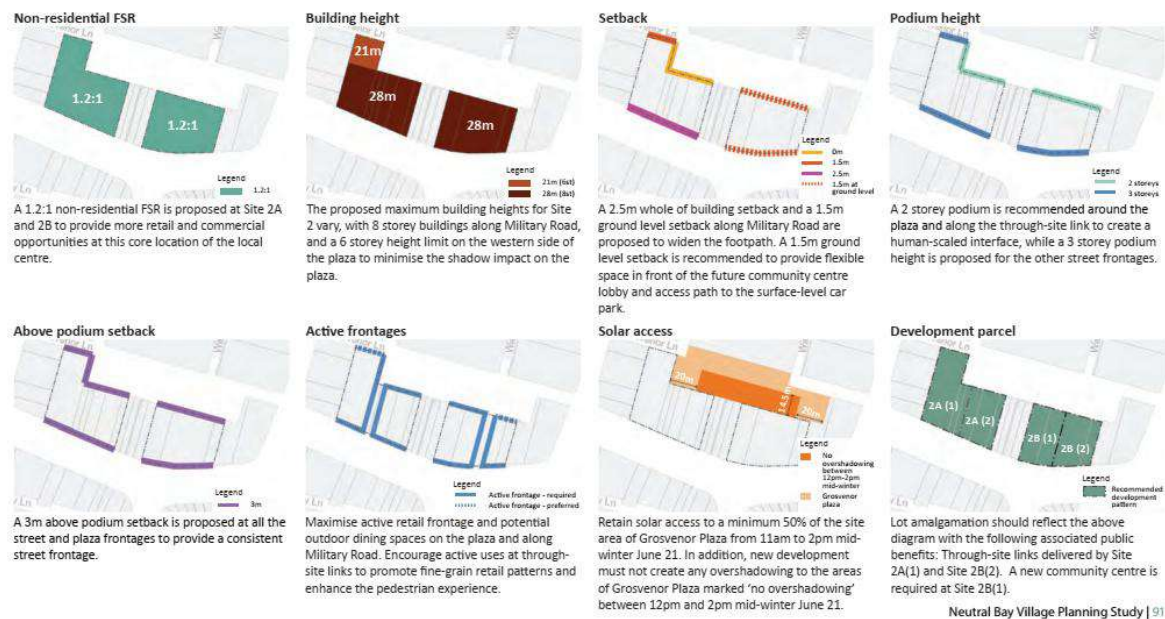 Non-residential FSR
1.2:1
1.2:1
Legend
1.2:1
A 1.2:1 non-residential FSR is proposed at Site 2A
and 2B to provide more retail and commercial
opportunities at this core location of the local
centre.
Building height
21m
28m
28m
Legend
21m (6st)
28m (8st)
The proposed maximum building heights for Site
2 vary, with 8 storey buildings along Military Road,
and a 6 storey height limit on the western side of
the plaza to minimise the shadow impact on the
plaza.
Setback
Legend
0m
1.5m
2.5m
1.5m at
ground level
A 2.5m whole of building setback and a 1.5m
ground level setback along Military Road are
proposed to widen the footpath. A 1.5m ground
level setback is recommended to provide flexible
space in front of the future community centre
lobby and access path to the surface-level car
park.
Podium height
Legend
2 storeys
3 storeys
A 2 storey podium is recommended around the
plaza and along the through-site link to create a
human-scaled interface, while a 3 storey podium
height is proposed for the other street frontages.
Above podium setback
Legend
3m
A 3m above podium setback is proposed at all the
street and plaza frontages to provide a consistent
street frontage.
Active frontages
Legend
Active frontage - required
Active frontage - preferred
Maximise active retail frontage and potential
outdoor dining spaces on the plaza and along
Military Road. Encourage active uses at through-
site links to promote fine-grain retail patterns and
enhance the pedestrian experience.
Solar access
20m
14.5m
20m
Legend
No
overshadowing
between
12pm-2pm
mid-winter
Grosvenor
plaza
Retain solar access to a minimum 50% of the site
area of Grosvenor Plaza from 11am to 2pm mid-
winter June 21. In addition, new development
must not create any overshadowing to the areas
of Grosvenor Plaza marked 'no overshadowing'
between 12pm and 2pm mid-winter June 21.
Development parcel
2A (1)
2A (2)
2B (1)
2B (2)
Legend
Recommended
development
pattern
Lot amalgamation should reflect the above
diagram with the following associated public
benefits: Through-site links delivered by Site
2A(1) and Site 2B(2). A new community centre is
required at Site 2B(1).
Neutral Bay Village Planning Study | 91